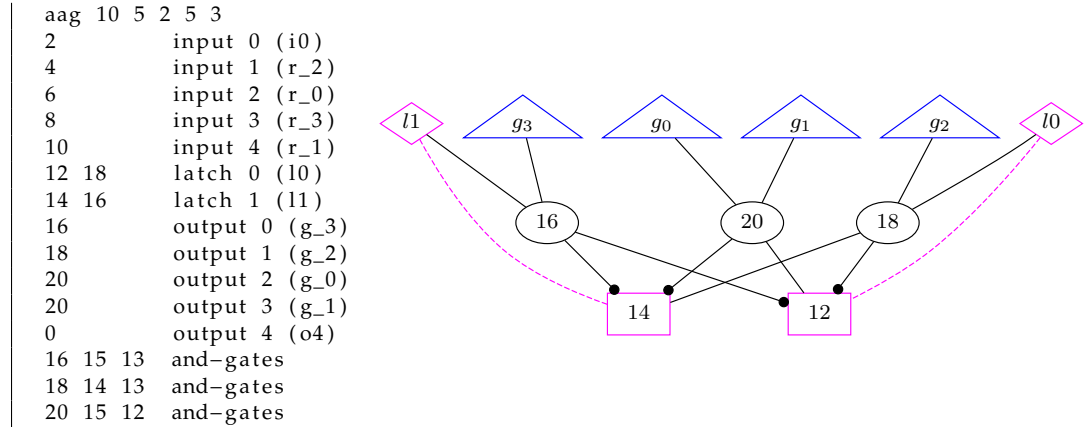 aag 10 5 2 5 3
2 input 0 (i0)
4 input 1 (r_2)
6 input 2 (r_0)
8 input 3 (r_3)
10 input 4 (r_1)
12 18 latch 0 (l0)
14 16 latch 1 (l1)
16 output 0 (g_3)
18 output 1 (g_2)
20 output 2 (g_0)
20 output 3 (g_1)
0 output 4 (o4)
16 15 13 and-gates
18 14 13 and-gates
20 15 12 and-gates
l1 g3 g0 g1 g2 l0
16 20 18
14 12